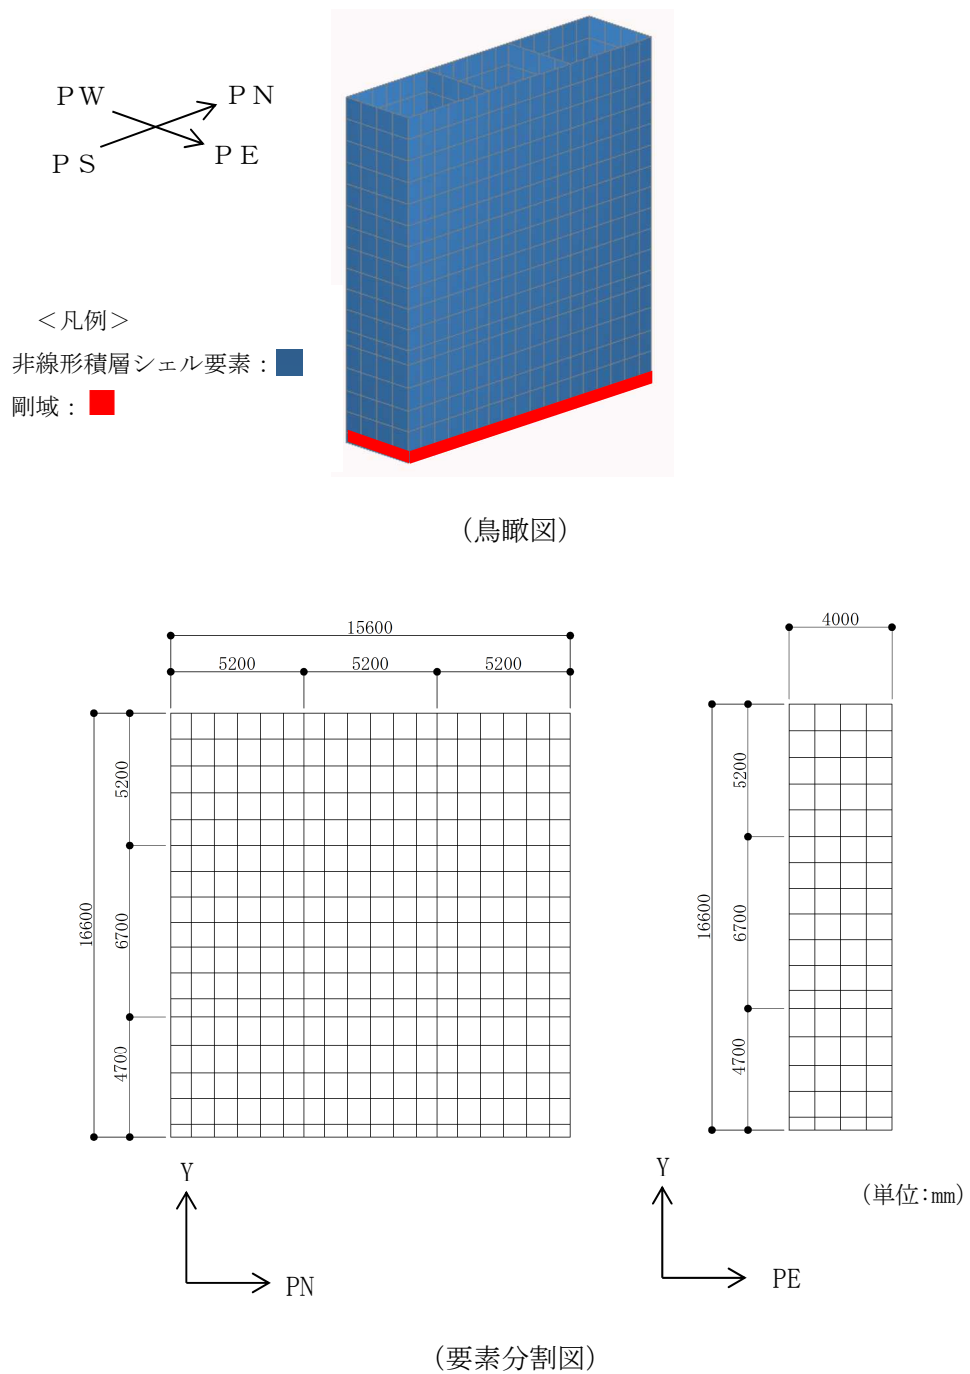 ＰＷ
ＰＮ
ＰＳ
ＰＥ
＜凡例＞
非線形積層シェル要素：
剛域：
（鳥瞰図）
15600
5200
5200
5200
4000
16600
5200
6700
4700
16600
5200
6700
4700
Y
PN
Y
PE
（単位：mm）
（要素分割図）